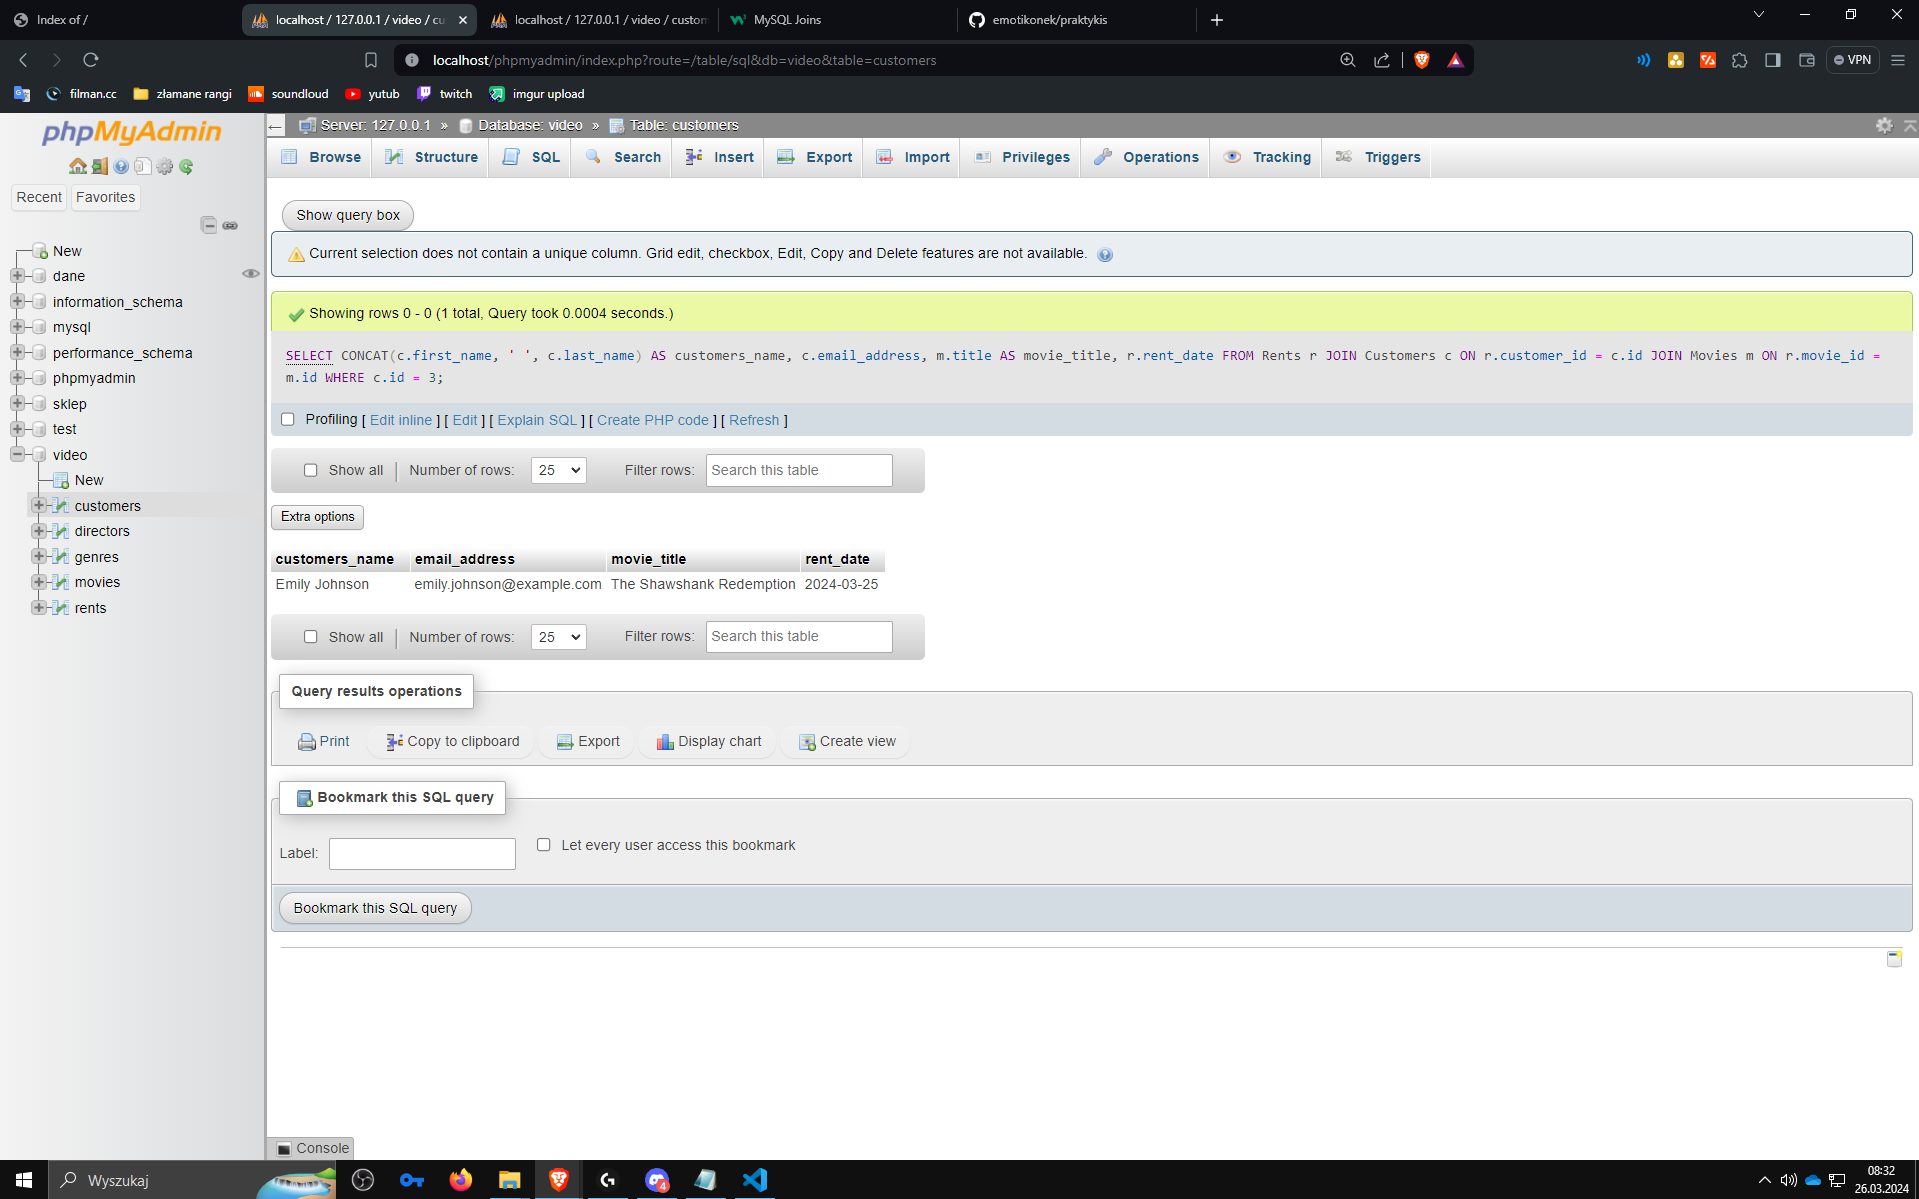 Index of /
localhost / 127.0.0.1 / video / cu
localhost / 127.0.0.1 / video / custom
MySQL Joins
emotikonek/praktykis
localhost/phpmyadmin/index.php?route=/table/sql&db=video&table=customers
VPN
filman.cc
złamane rangi
soundloud
yutub
twitch
imgur upload
phpMyAdmin
Server: 127.0.0.1 » Database: video » Table: customers
Browse
Structure
SQL
Search
Insert
Export
Import
Privileges
Operations
Tracking
Triggers
Recent
Favorites
New
dane
information_schema
mysql
performance_schema
phpmyadmin
sklep
test
video
New
customers
directors
genres
movies
rents
Show query box
Current selection does not contain a unique column. Grid edit, checkbox, Edit, Copy and Delete features are not available.
Showing rows 0 - 0 (1 total, Query took 0.0004 seconds.)
SELECT CONCAT(c.first_name, ' ', c.last_name) AS customers_name, c.email_address, m.title AS movie_title, r.rent_date FROM Rents r JOIN Customers c ON r.customer_id = c.id JOIN Movies m ON r.movie_id =
m.id WHERE c.id = 3;
Profiling [ Edit inline ] [ Edit ] [ Explain SQL ] [ Create PHP code ] [ Refresh ]
Show all | Number of rows: 25 Filter rows: Search this table
Extra options
customers_name email_address movie_title rent_date
Emily Johnson emily.johnson@example.com The Shawshank Redemption 2024-03-25
Show all | Number of rows: 25 Filter rows: Search this table
Query results operations
Print
Copy to clipboard
Export
Display chart
Create view
Bookmark this SQL query
Label:
Let every user access this bookmark
Bookmark this SQL query
Console
Wyszukaj
4
08:32
26.03.2024